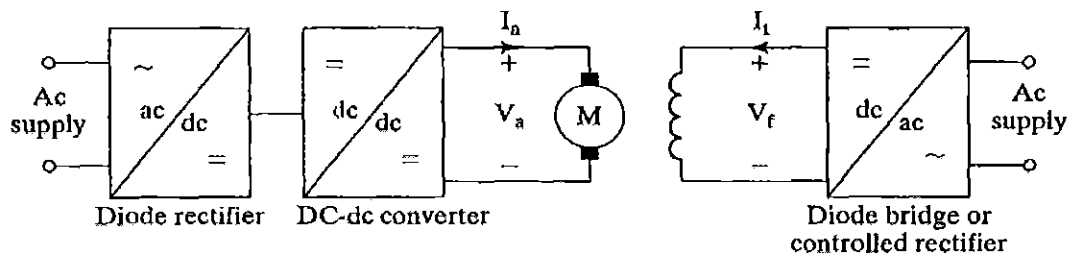 Ac
supply
~
ac
dc
=
Diode rectifier
=
dc
dc
=
DC-dc converter
Ia
+
Va
−
M
I1
+
Vf
−
=
dc
ac
~
Diode bridge or
controlled rectifier
Ac
supply